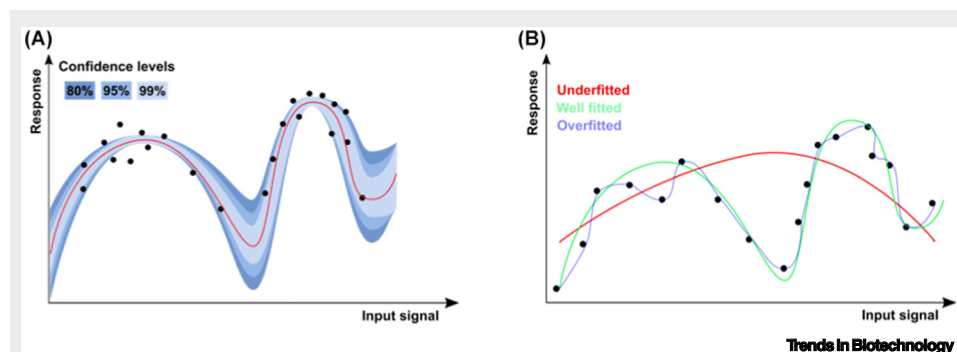 (A)
Confidence levels
80% 95% 99%
Response
Input signal
(B)
Underfitted
Well fitted
Overfitted
Response
Input signal
Trends in Biotechnology